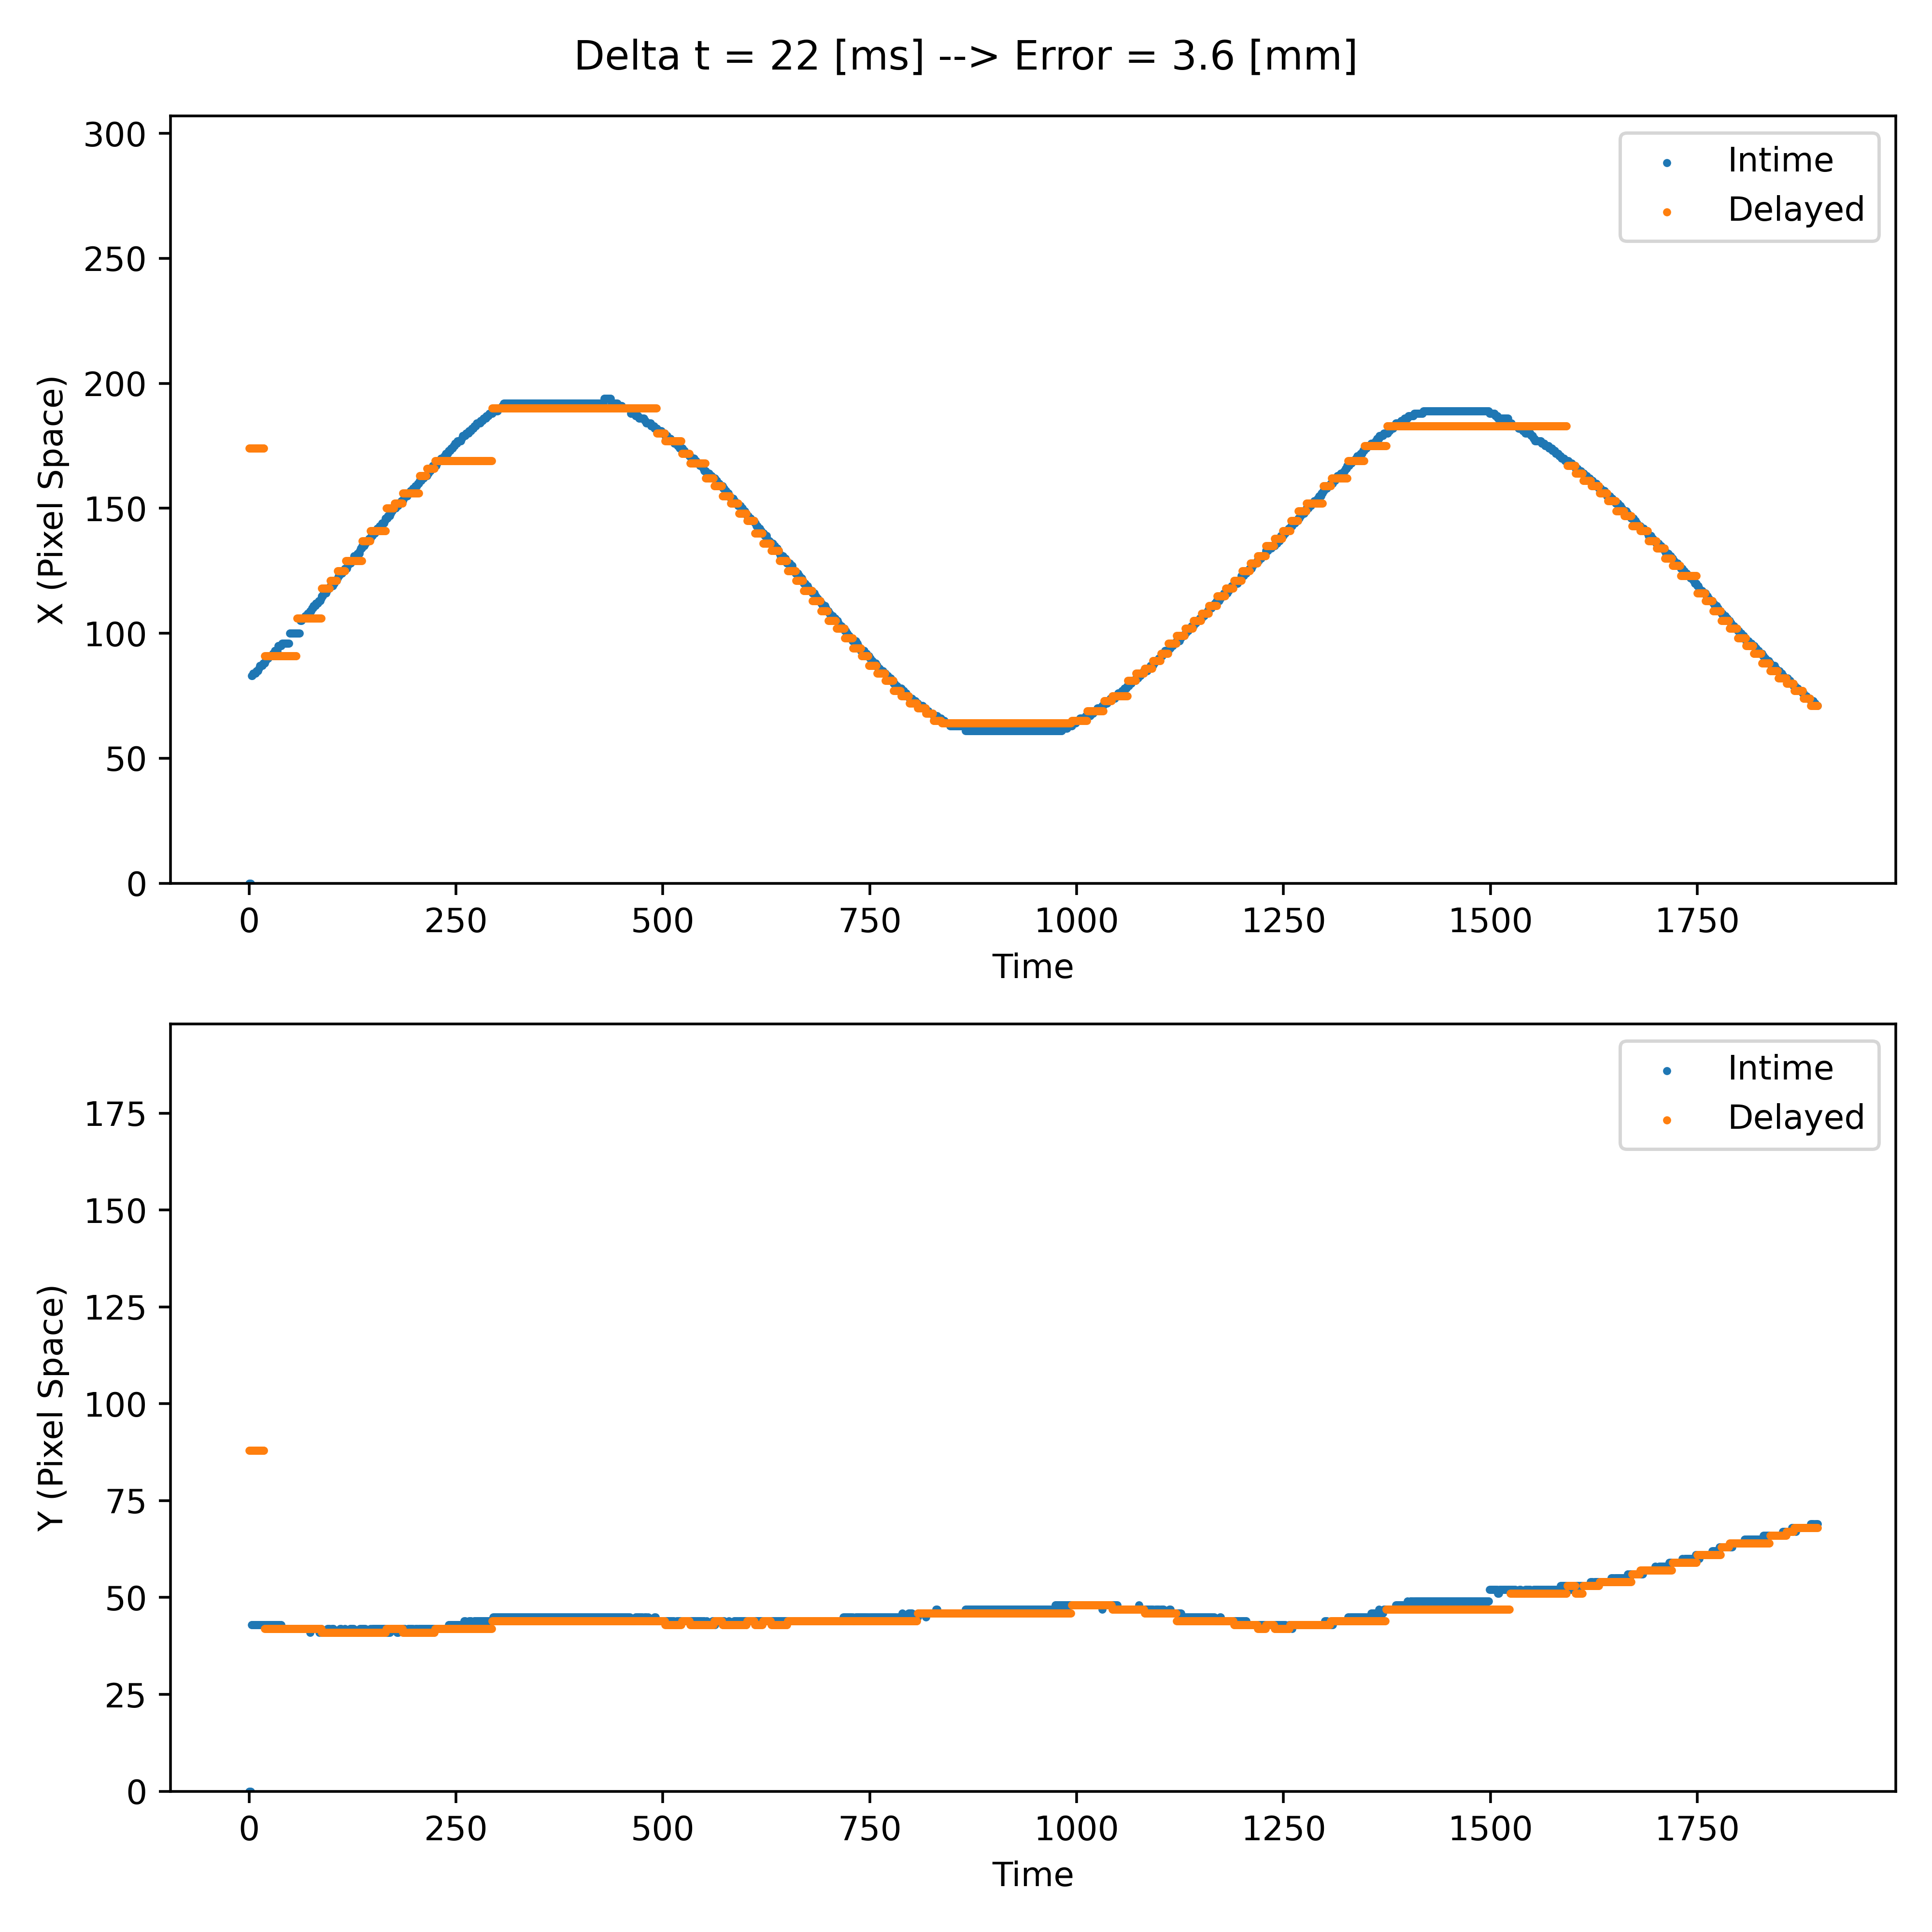 Delta t = 22 [ms] --> Error = 3.6 [mm]
300
250
200
150
100
50
0
X (Pixel Space)
Intime
Delayed
0 250 500 750 1000 1250 1500 1750
Time
175
150
125
100
75
50
25
0
Y (Pixel Space)
Intime
Delayed
0 250 500 750 1000 1250 1500 1750
Time